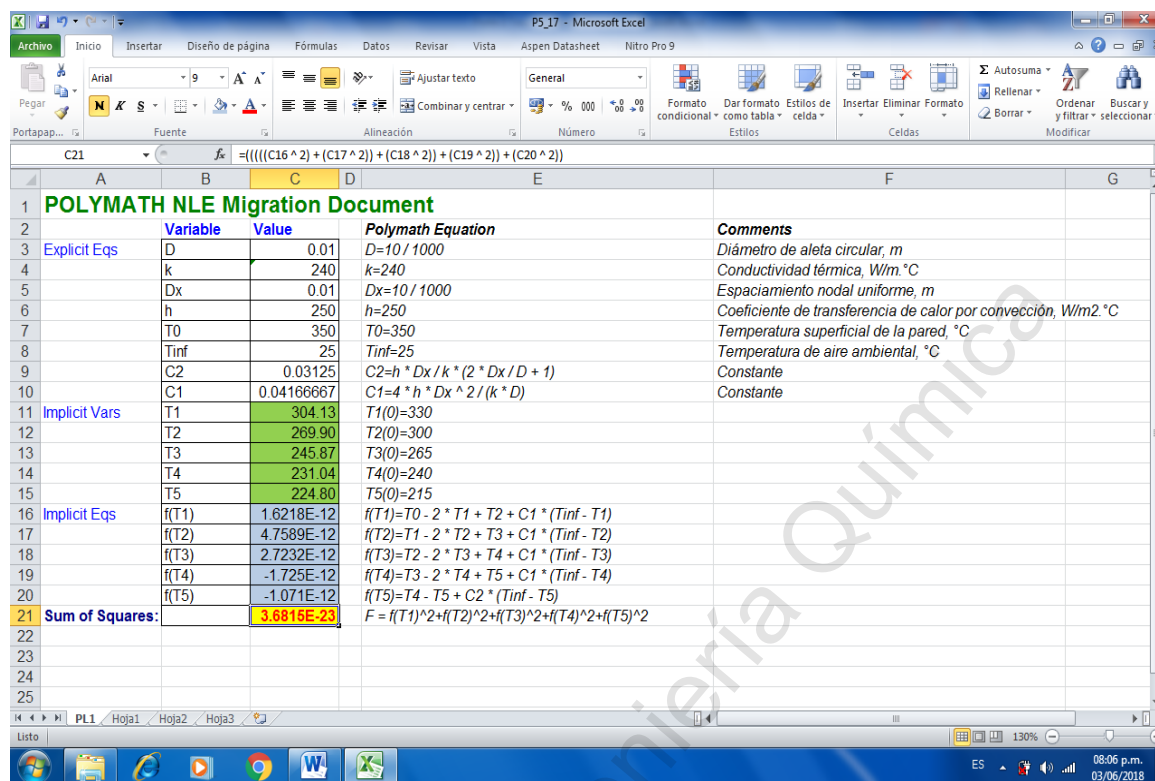 P5_17 - Microsoft Excel
Archivo Inicio Insertar Diseño de página Fórmulas Datos Revisar Vista Aspen Datasheet Nitro Pro 9
Pegar
Arial 9 A A
N K S
Ajustar texto
Combinar y centrar
General
% 000
Formato condicional
Dar formato como tabla
Estilos de celda
Insertar Eliminar Formato
Σ Autosuma
Rellenar
Borrar
Ordenar y filtrar
Buscar y seleccionar
Portapap... Fuente Alineación Número Estilos Celdas Modificar
C21 fx =(((((C16 ^ 2) + (C17 ^ 2)) + (C18 ^ 2)) + (C19 ^ 2)) + (C20 ^ 2))
A B C D E F G
1 POLYMATH NLE Migration Document
2 Variable Value Polymath Equation Comments
3 Explicit Eqs D 0.01 D=10 / 1000 Diámetro de aleta circular, m
4 k 240 k=240 Conductividad térmica, W/m.°C
5 Dx 0.01 Dx=10 / 1000 Espaciamiento nodal uniforme, m
6 h 250 h=250 Coeficiente de transferencia de calor por convección, W/m2.°C
7 T0 350 T0=350 Temperatura superficial de la pared, °C
8 Tinf 25 Tinf=25 Temperatura de aire ambiental, °C
9 C2 0.03125 C2=h * Dx / k * (2 * Dx / D + 1) Constante
10 C1 0.04166667 C1=4 * h * Dx ^ 2 / (k * D) Constante
11 Implicit Vars T1 304.13 T1(0)=330
12 T2 269.90 T2(0)=300
13 T3 245.87 T3(0)=265
14 T4 231.04 T4(0)=240
15 T5 224.80 T5(0)=215
16 Implicit Eqs f(T1) 1.6218E-12 f(T1)=T0 - 2 * T1 + T2 + C1 * (Tinf - T1)
17 f(T2) 4.7589E-12 f(T2)=T1 - 2 * T2 + T3 + C1 * (Tinf - T2)
18 f(T3) 2.7232E-12 f(T3)=T2 - 2 * T3 + T4 + C1 * (Tinf - T3)
19 f(T4) -1.725E-12 f(T4)=T3 - 2 * T4 + T5 + C1 * (Tinf - T4)
20 f(T5) -1.071E-12 f(T5)=T4 - T5 + C2 * (Tinf - T5)
21 Sum of Squares: 3.6815E-23 F = f(T1)^2+f(T2)^2+f(T3)^2+f(T4)^2+f(T5)^2
22
23
24
25
niería Química
PL1 Hoja1 Hoja2 Hoja3
Listo 130%
ES 08:06 p.m.
03/06/2018